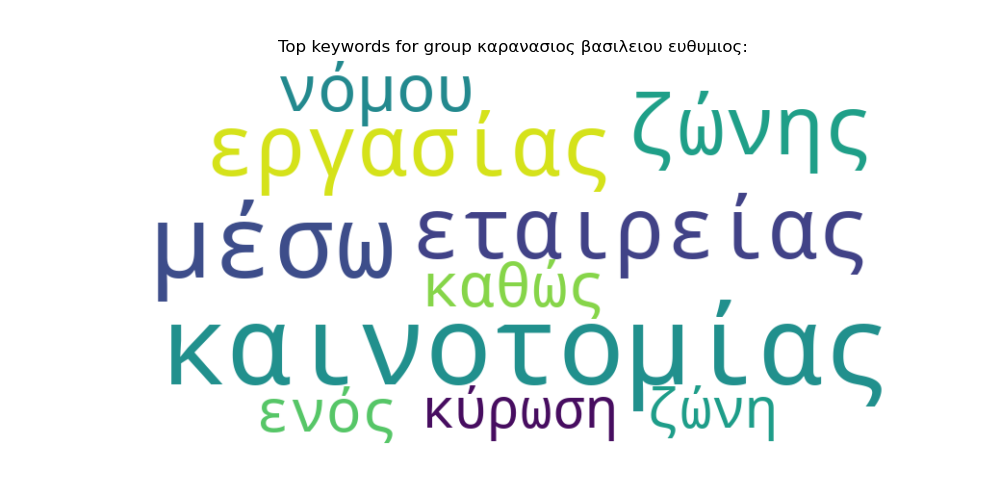 Top keywords for group καρανασιος βασιλειου ευθυμιος:
νόμου
εργασίας ζώνης
μέσω εταιρείας
καθώς
καινοτομίας
ενός κύρωση ζώνη